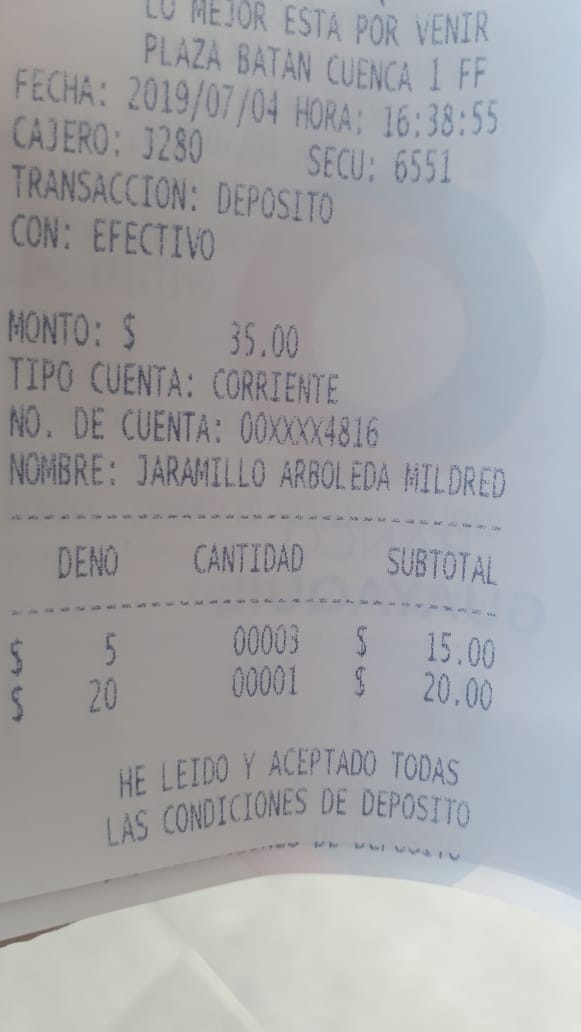 LO MEJOR ESTA POR VENIR
PLAZA BATAN CUENCA 1 FF
FECHA: 2019/07/04 HORA: 16:38:55
CAJERO: J280 SECU: 6551
TRANSACCION: DEPOSITO
CON: EFECTIVO
MONTO: $ 35.00
TIPO CUENTA: CORRIENTE
NO. DE CUENTA: 00XXXX4816
NOMBRE: JARAMILLO ARBOLEDA MILDRED
DENO CANTIDAD SUBTOTAL
$ 5 00003 $ 15.00
$ 20 00001 $ 20.00
HE LEIDO Y ACEPTADO TODAS
LAS CONDICIONES DE DEPOSITO